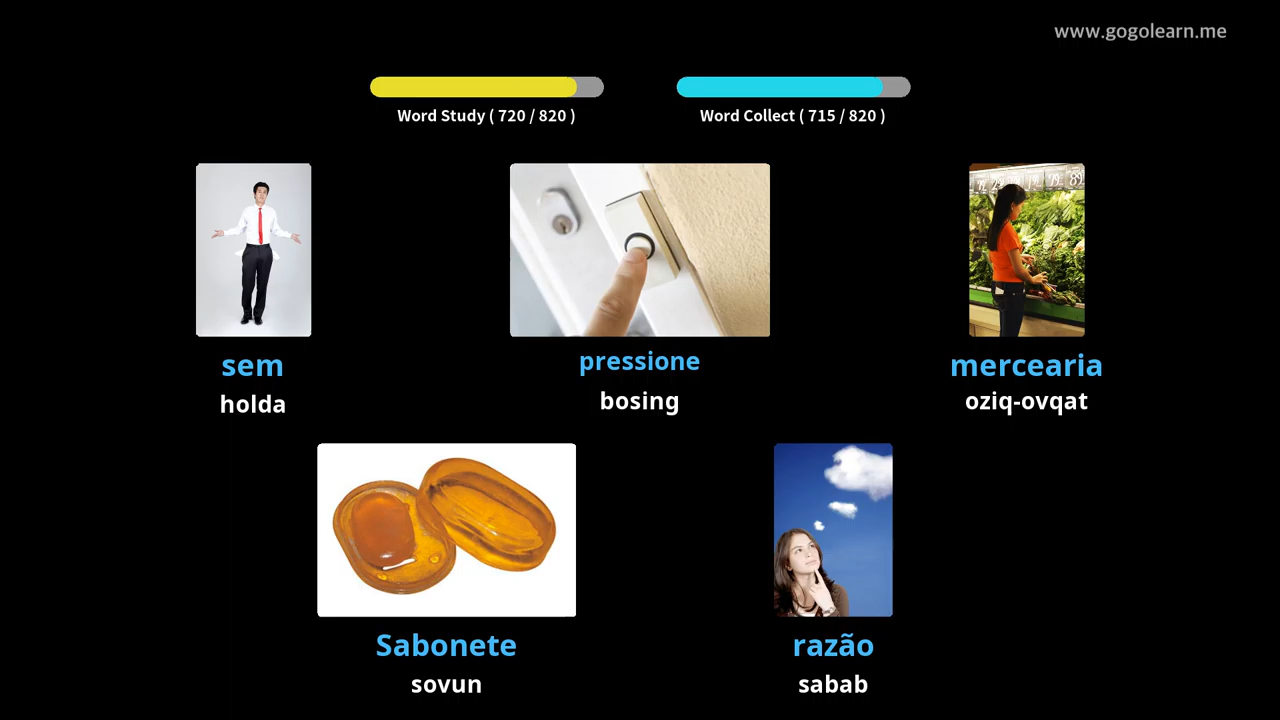 www.gogolearn.me
Word Study ( 720 / 820 )
Word Collect ( 715 / 820 )
sem
holda
pressione
bosing
mercearia
oziq-ovqat
Sabonete
sovun
razão
sabab